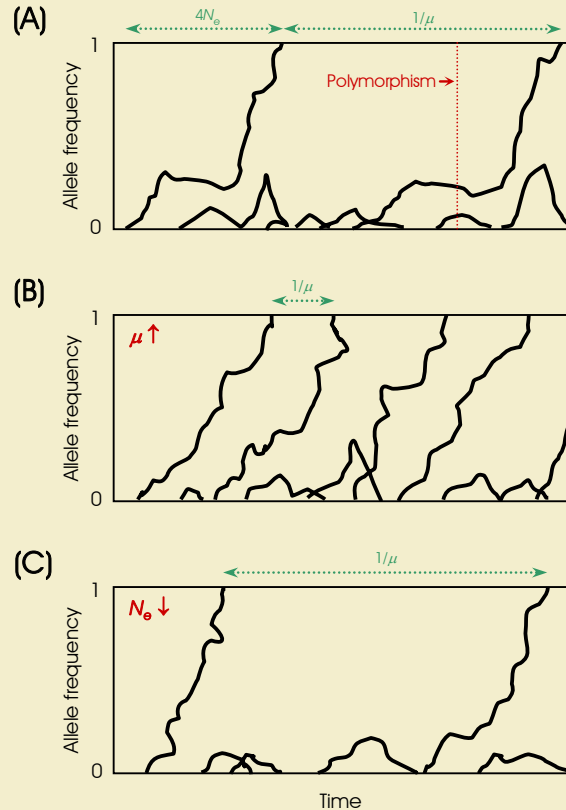 (A)
4Ne
1/μ
1
Polymorphism
Allele frequency
0
(B)
1/μ
1
μ ↑
Allele frequency
0
(C)
1/μ
1
Ne ↓
Allele frequency
0
Time